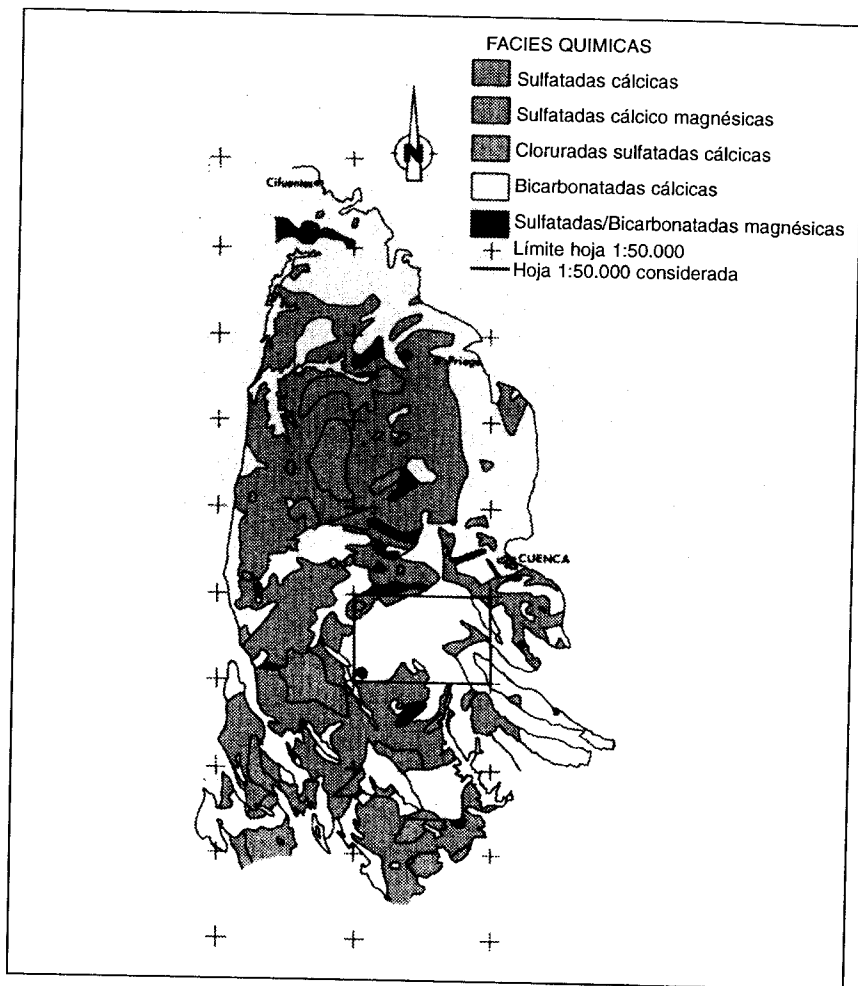 FACIES QUIMICAS
Sulfatadas cálcicas
Sulfatadas cálcico magnésicas
Cloruradas sulfatadas cálcicas
Bicarbonatadas cálcicas
Sulfatadas/Bicarbonatadas magnésicas
Límite hoja 1:50.000
Hoja 1:50.000 considerada
N
Cifuentes
Priego
CUENCA